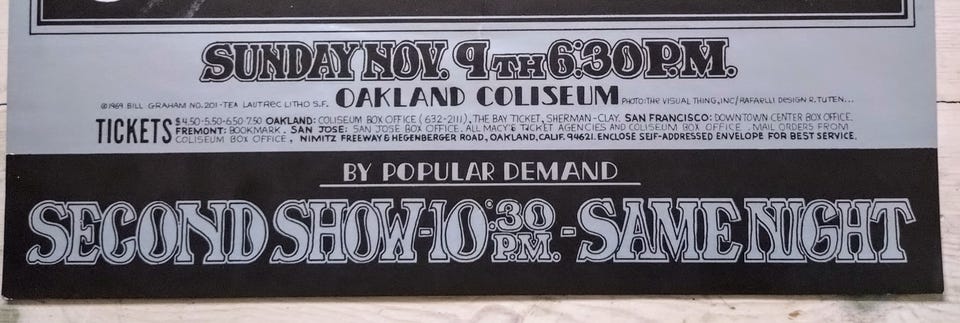 SUNDAY NOV. 9TH 6:30 P.M.
©1969 BILL GRAHAM NO. 201 - TEA LAUTREC LITHO S.F. OAKLAND COLISEUM PHOTO: THE VISUAL THING, INC/RAFARELLI DESIGN R. TUTEN...
TICKETS $4.50-5.50-6.50 7.50 OAKLAND: COLISEUM BOX OFFICE (632-2111), THE BAY TICKET, SHERMAN-CLAY. SAN FRANCISCO: DOWNTOWN CENTER BOX OFFICE.
FREMONT: BOOKMARK. SAN JOSE: SAN JOSE BOX OFFICE. ALL MACY'S TICKET AGENCIES AND COLISEUM BOX OFFICE. MAIL ORDERS FROM
COLISEUM BOX OFFICE, NIMITZ FREEWAY & HEGENBERGER ROAD, OAKLAND, CALIF. 94621. ENCLOSE SELF-ADDRESSED ENVELOPE FOR BEST SERVICE.
BY POPULAR DEMAND
SECOND SHOW-10:30 P.M.-SAME NIGHT